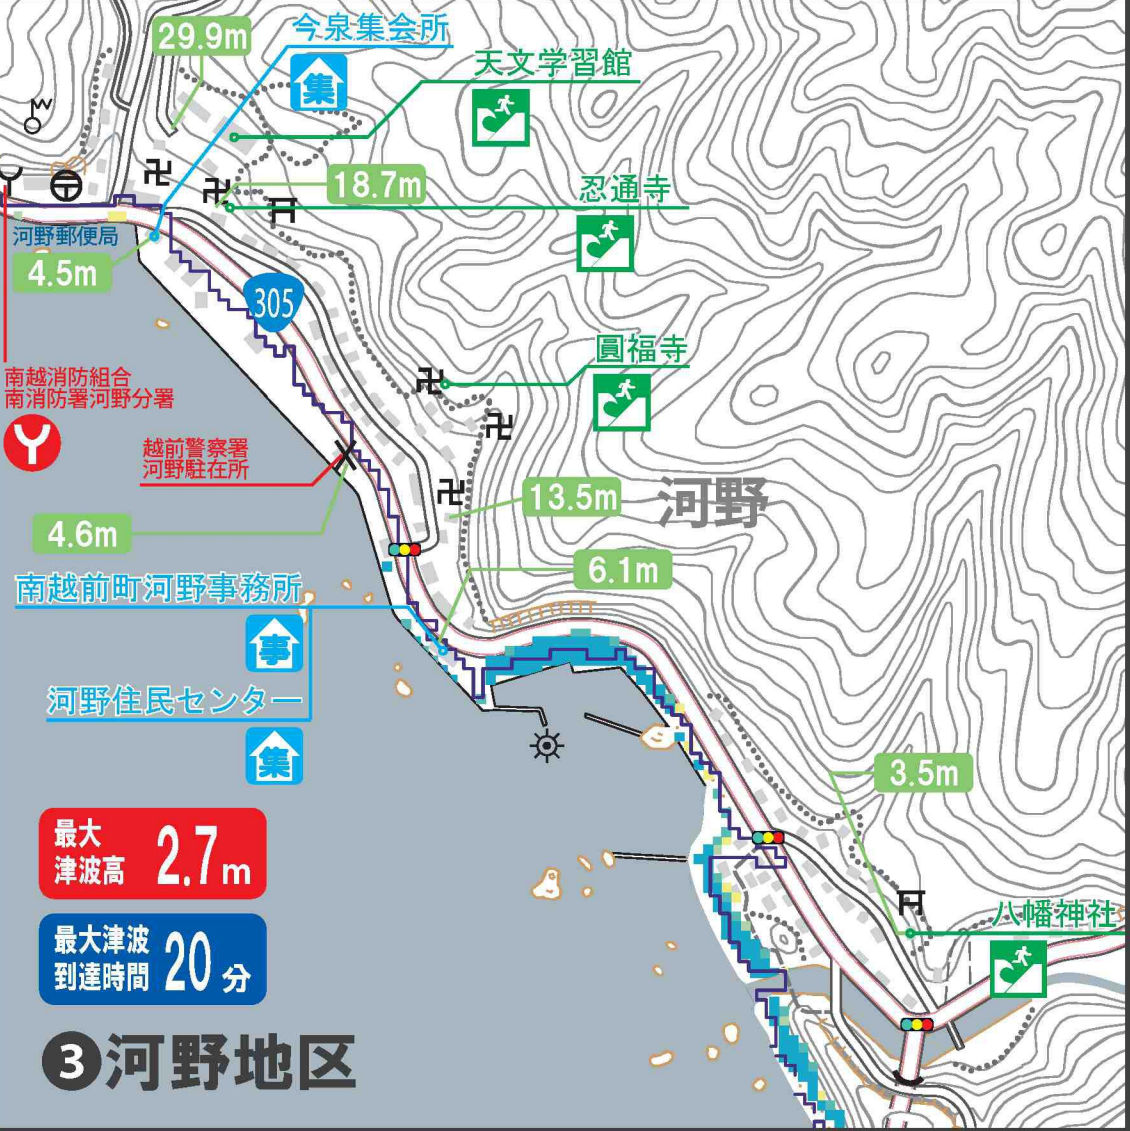 29.9m
今泉集会所
集
天文学習館
18.7m
忍通寺
河野郵便局
4.5m
305
圓福寺
南越消防組合
南消防署河野分署
越前警察署
河野駐在所
13.5m
河野
4.6m
6.1m
南越前町河野事務所
事
河野住民センター
集
3.5m
最大
津波高 2.7m
八幡神社
最大津波
到達時間 20分
3河野地区